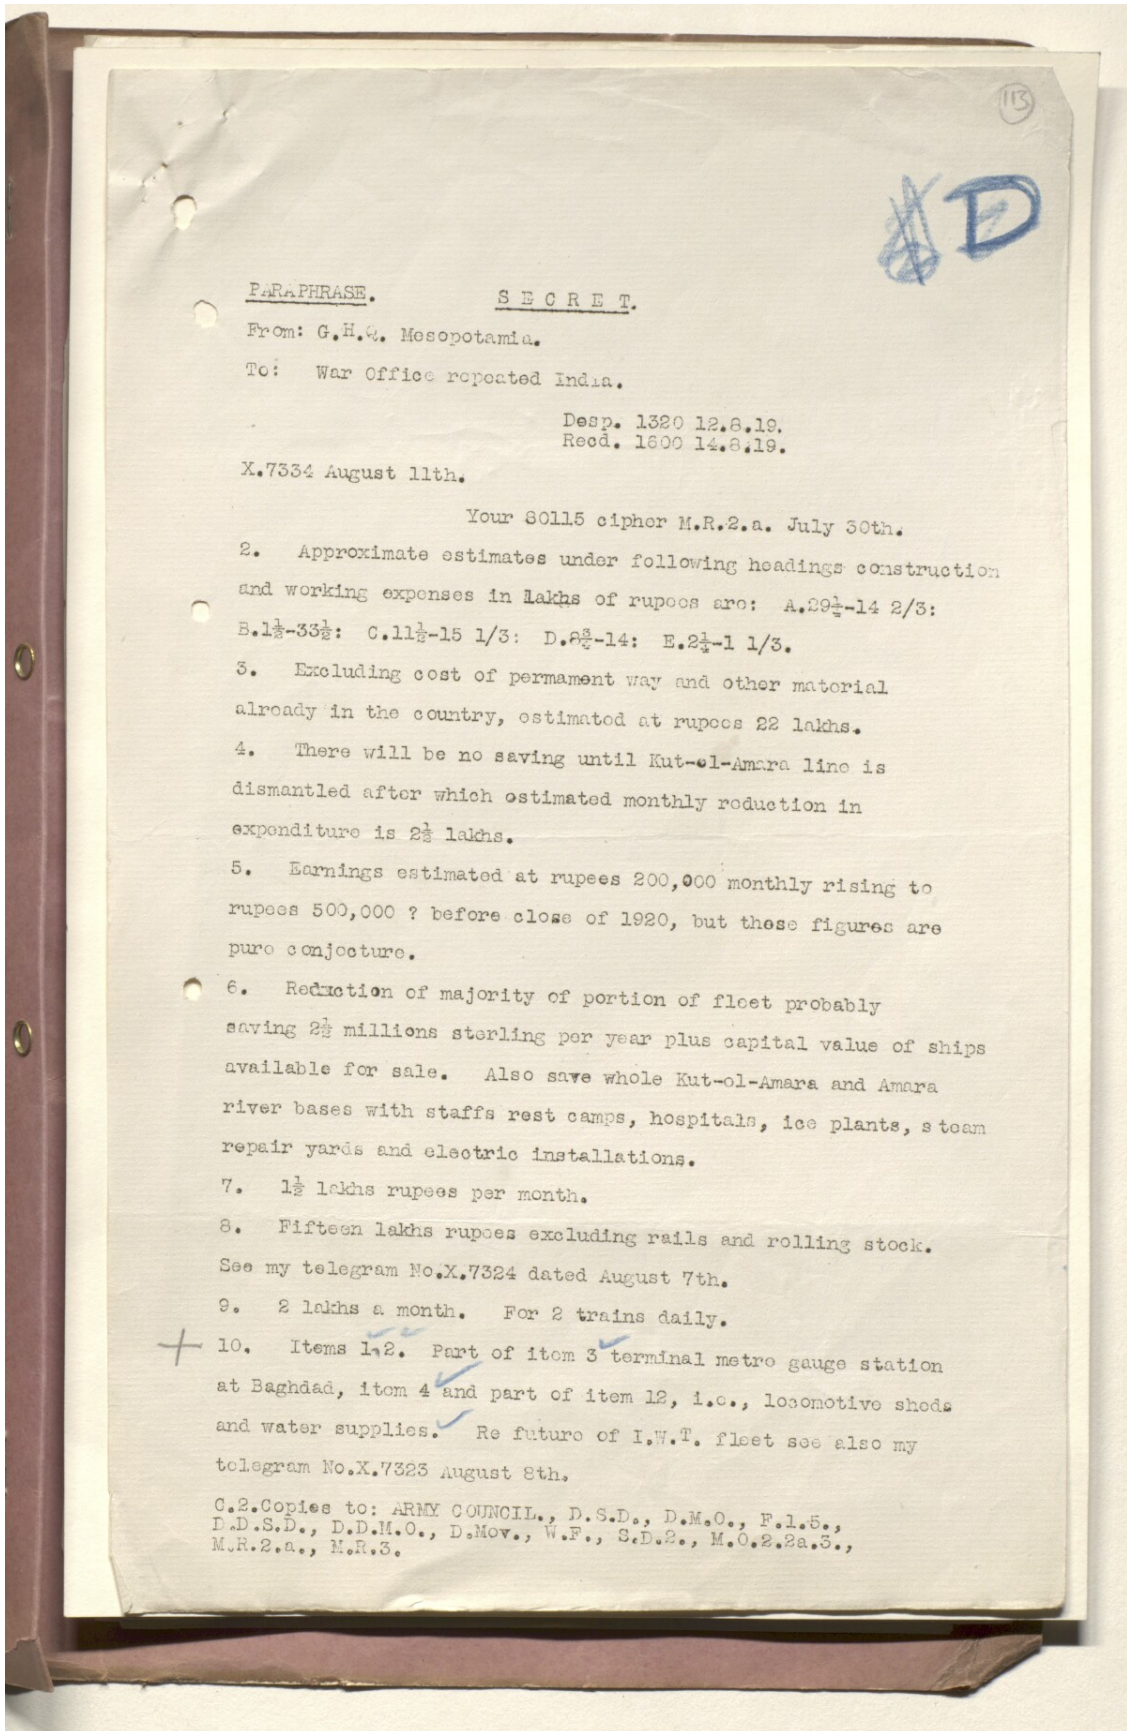 113
D
PARAPHRASE. SECRET.
From: G.H.Q. Mesopotamia.
To: War Office repeated India.
Desp. 1320 12.8.19.
Recd. 1600 14.8.19.
X.7334 August 11th.
Your 80115 cipher M.R.2.a. July 30th.
2. Approximate estimates under following headings construction
and working expenses in lakhs of rupees are: A.29½-14 2/3:
B.1½-33½: C.11½-15 1/3: D.8¾-14: E.2¼-1 1/3.
3. Excluding cost of permament way and other material
already in the country, estimated at rupees 22 lakhs.
4. There will be no saving until Kut-el-Amara line is
dismantled after which estimated monthly reduction in
expenditure is 2½ lakhs.
5. Earnings estimated at rupees 200,000 monthly rising to
rupees 500,000 ? before close of 1920, but these figures are
pure conjecture.
6. Reduction of majority of portion of fleet probably
saving 2½ millions sterling per year plus capital value of ships
available for sale. Also save whole Kut-el-Amara and Amara
river bases with staffs rest camps, hospitals, ice plants, steam
repair yards and electric installations.
7. 1½ lakhs rupees per month.
8. Fifteen lakhs rupees excluding rails and rolling stock.
See my telegram No.X.7324 dated August 7th.
9. 2 lakhs a month. For 2 trains daily.
10. Items 1,2. Part of item 3 terminal metre gauge station
at Baghdad, item 4 and part of item 12, i.e., locomotive sheds
and water supplies. Re future of I.W.T. fleet see also my
telegram No.X.7323 August 8th.
C.2.Copies to: ARMY COUNCIL., D.S.D., D.M.O., F.1.5.,
D.D.S.D., D.D.M.O., D.Mov., W.F., S.D.2., M.O.2.2a.3.,
M.R.2.a., M.R.3.